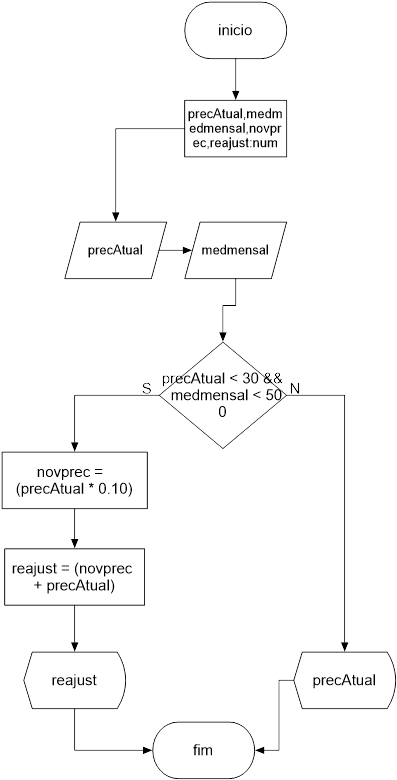 inicio
precAtual,medm
edmensal,novpr
ec,reajust:num
precAtual
medmensal
precAtual < 30 &&
medmensal < 50
0
S
N
novprec =
(precAtual * 0.10)
reajust = (novprec
+ precAtual)
reajust
precAtual
fim